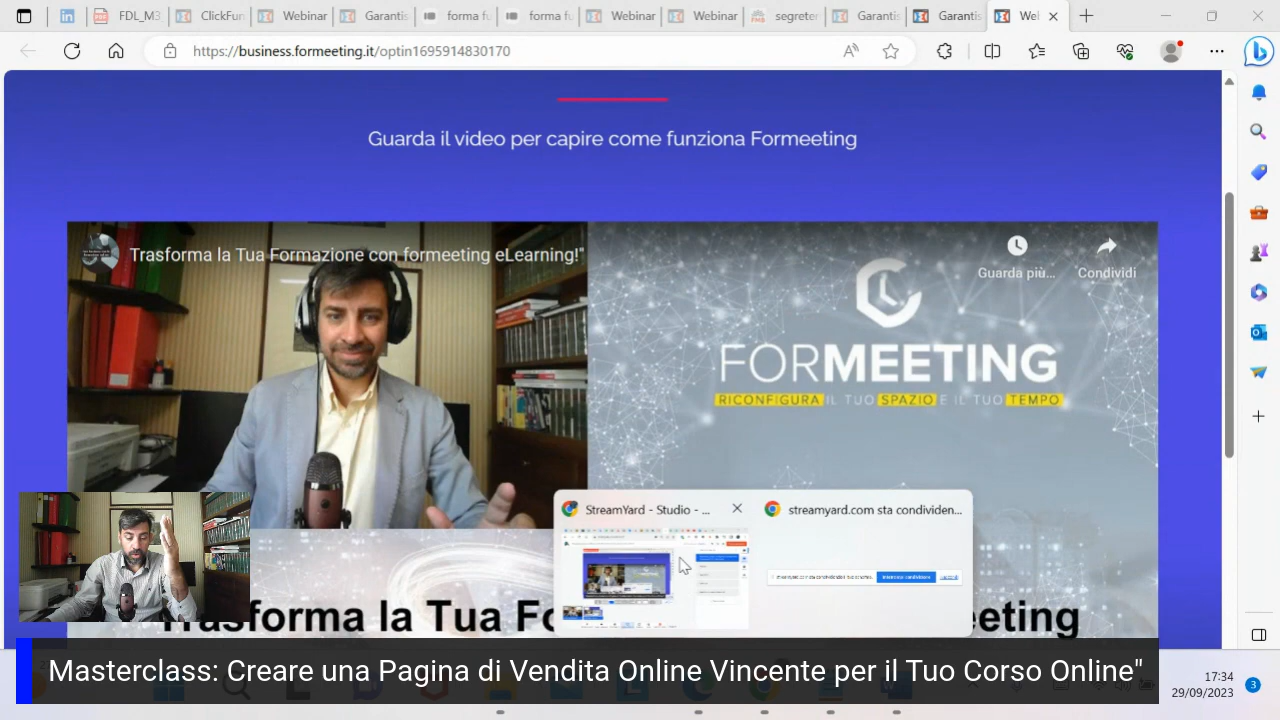 FDL_M3
ClickFun
Webinar
Garantis
forma fu
forma fu
Webinar
Webinar
segreter
Garantis
Garantis
Wel
https://business.formeeting.it/optin1695914830170
Guarda il video per capire come funziona Formeeting
Trasforma la Tua Formazione con formeeting eLearning!"
Guarda più...
Condividi
FORMEETING
RICONFIGURA IL TUO SPAZIO E IL TUO TEMPO
StreamYard - Studio - ...
streamyard.com sta condividen...
sforma la Tua Fo
eeting
Masterclass: Creare una Pagina di Vendita Online Vincente per il Tuo Corso Online"
17:34
29/09/2023
3